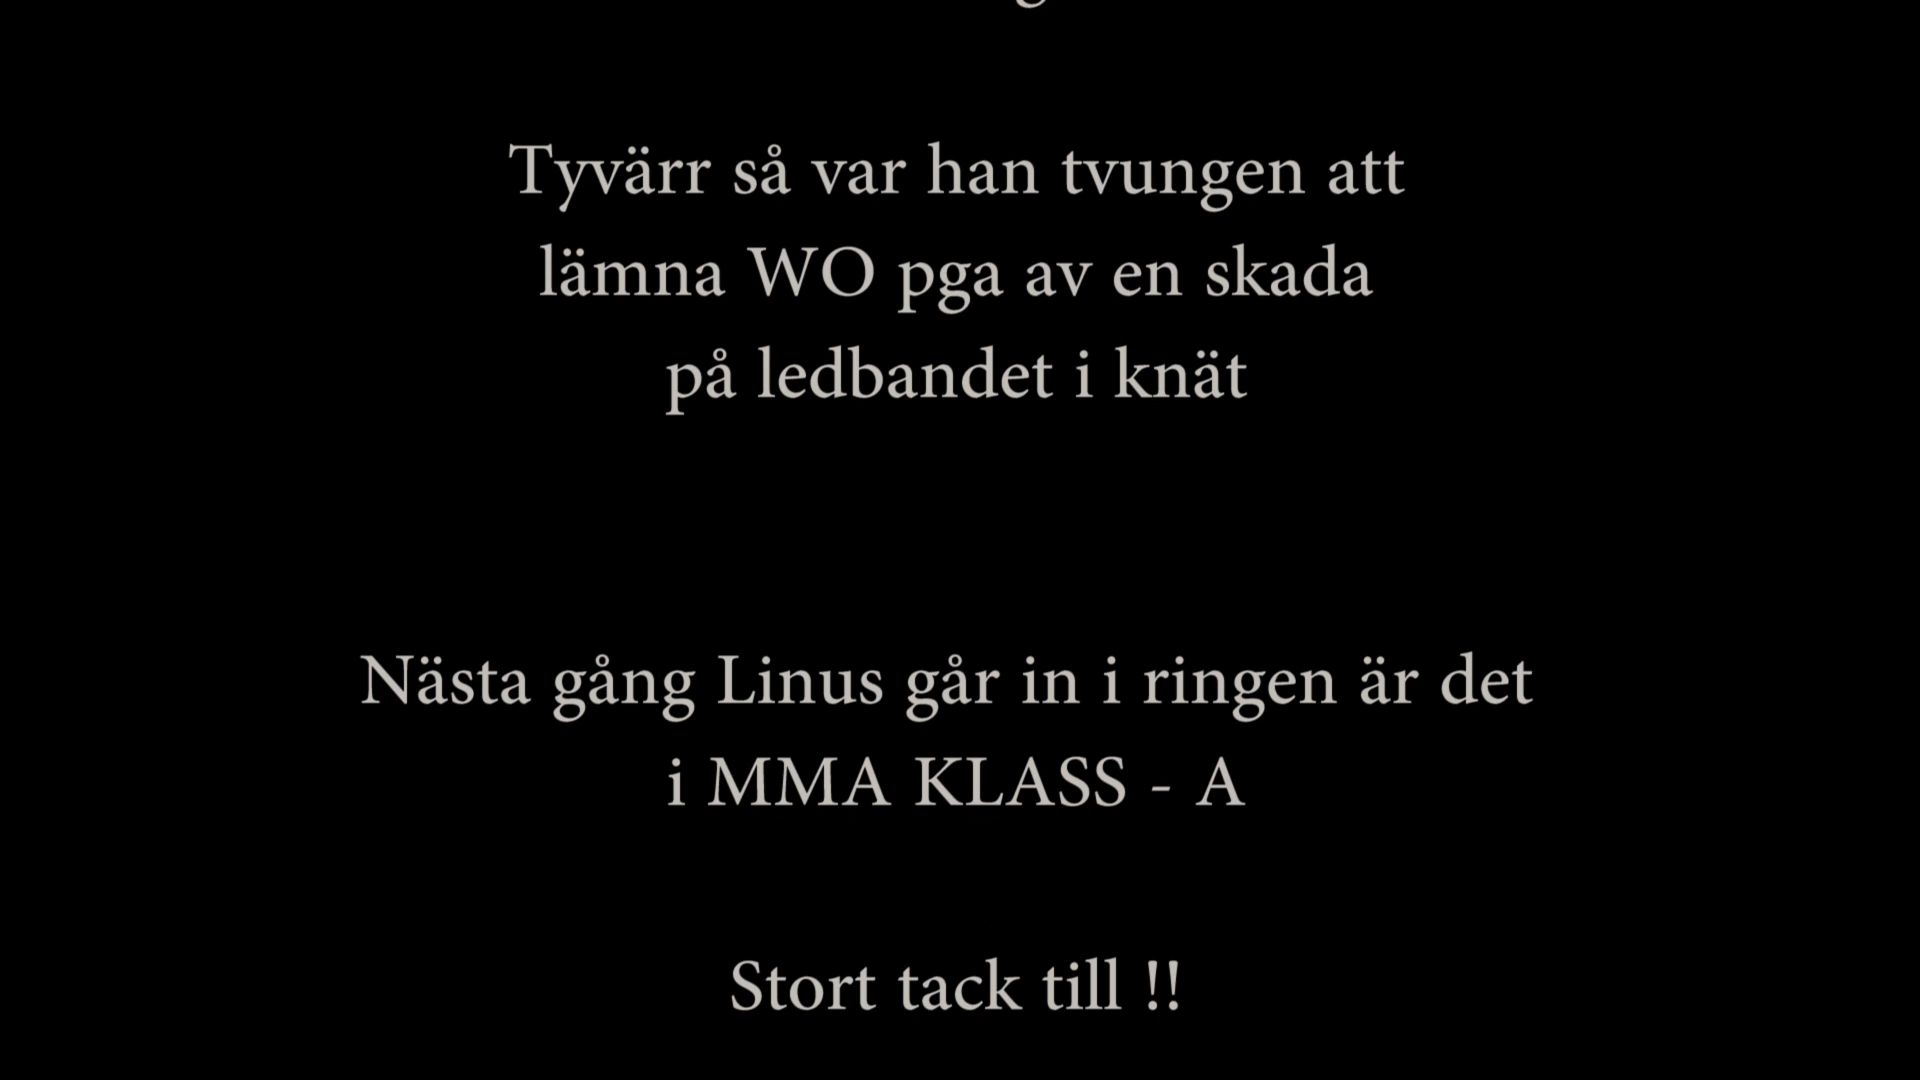 Tyvärr så var han tvungen att
lämna WO pga av en skada
på ledbandet i knät
Nästa gång Linus går in i ringen är det
i MMA KLASS - A
Stort tack till !!